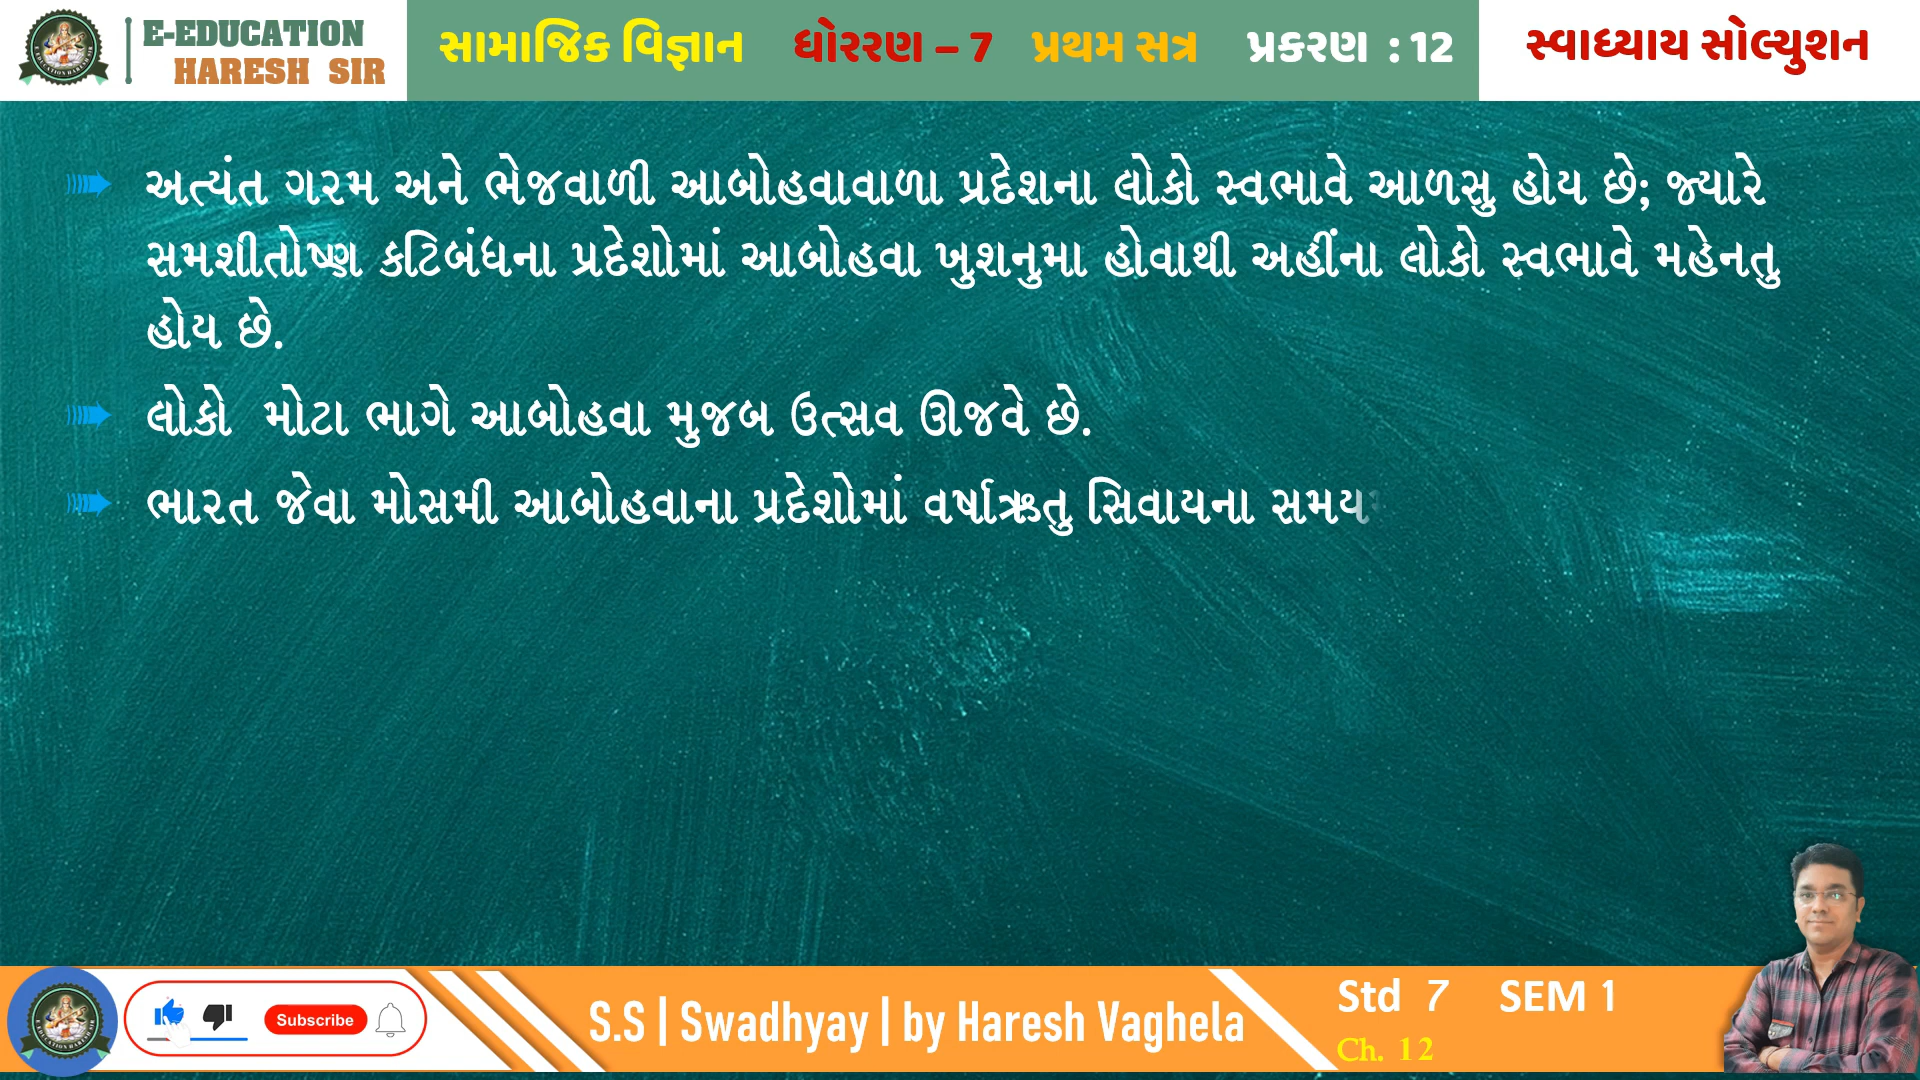 E-EDUCATION
HARESH SIR
સામાજિક વિજ્ઞાન ધોરરણ – 7 પ્રથમ સત્ર પ્રકરણ : 12
સ્વાધ્યાય સોલ્યુશન
અત્યંત ગરમ અને ભેજવાળી આબોહવાવાળા પ્રદેશના લોકો સ્વભાવે આળસુ હોય છે; જ્યારે
સમશીતોષ્ણ કટિબંધના પ્રદેશોમાં આબોહવા ખુશનુમા હોવાથી અહીંના લોકો સ્વભાવે મહેનતુ
હોય છે.
લોકો મોટા ભાગે આબોહવા મુજબ ઉત્સવ ઊજવે છે.
ભારત જેવા મોસમી આબોહવાના પ્રદેશોમાં વર્ષાઋતુ સિવાયના
Subscribe
S.S | Swadhyay | by Haresh Vaghela
Std 7 SEM 1
Ch. 12